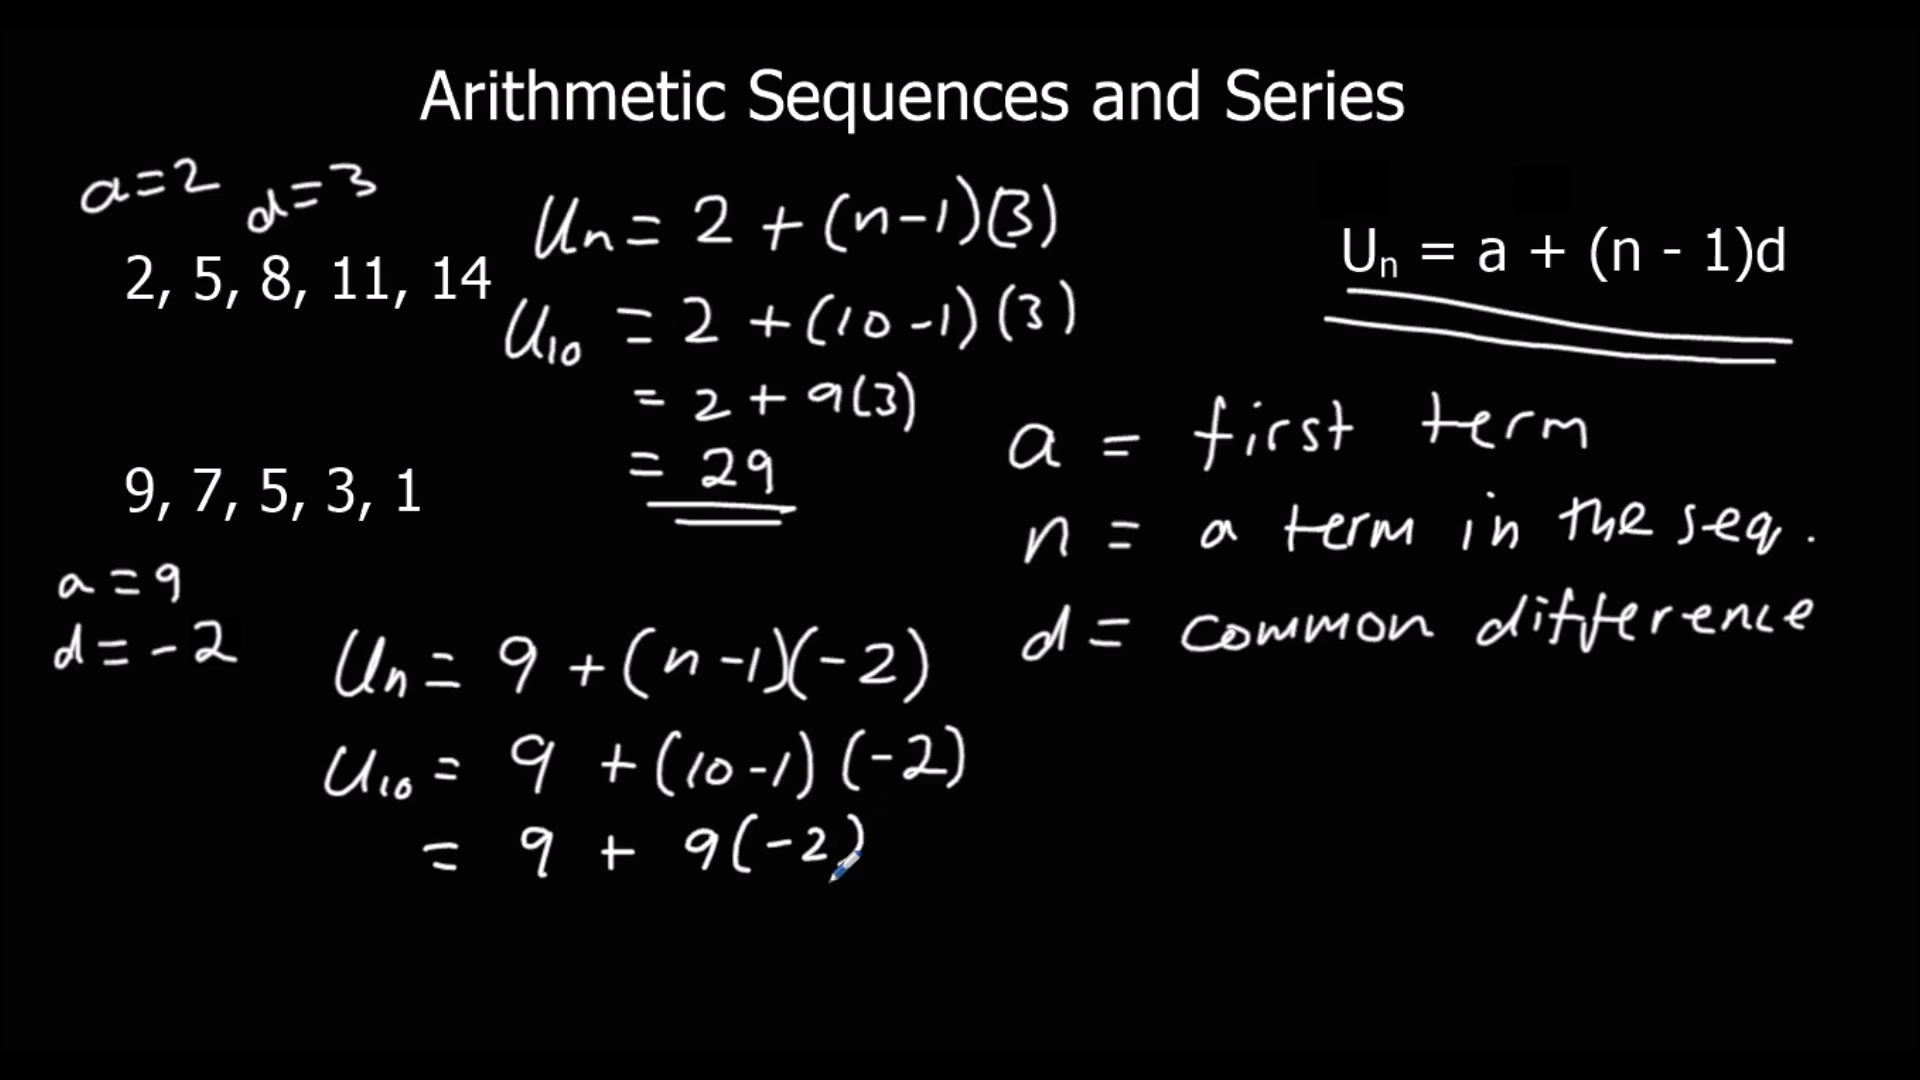 Arithmetic Sequences and Series
a=2 d=3
2, 5, 8, 11, 14
Un = 2 + (n-1)(3)
U10 = 2 + (10-1)(3)
= 2 + 9(3)
= 29
Un = a + (n - 1)d
a = first term
n = a term in the seq.
d = common difference
9, 7, 5, 3, 1
a = 9
d = -2
Un = 9 + (n-1)(-2)
U10 = 9 + (10-1)(-2)
= 9 + 9(-2)